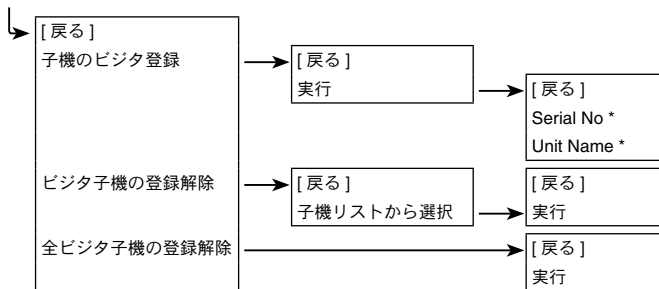 [ 戻る ]
子機のビジタ登録
[ 戻る ]
実行
[ 戻る ]
Serial No *
Unit Name *
ビジタ子機の登録解除
[ 戻る ]
子機リストから選択
[ 戻る ]
実行
全ビジタ子機の登録解除
[ 戻る ]
実行